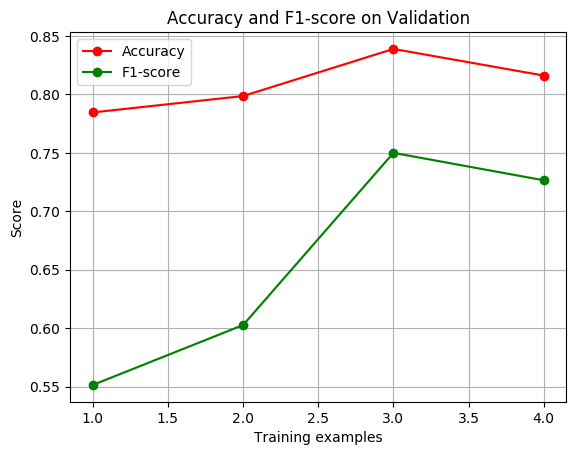 Accuracy and F1-score on Validation
Accuracy
F1-score
0.85
0.80
0.75
0.70
0.65
0.60
0.55
Score
1.0 1.5 2.0 2.5 3.0 3.5 4.0
Training examples